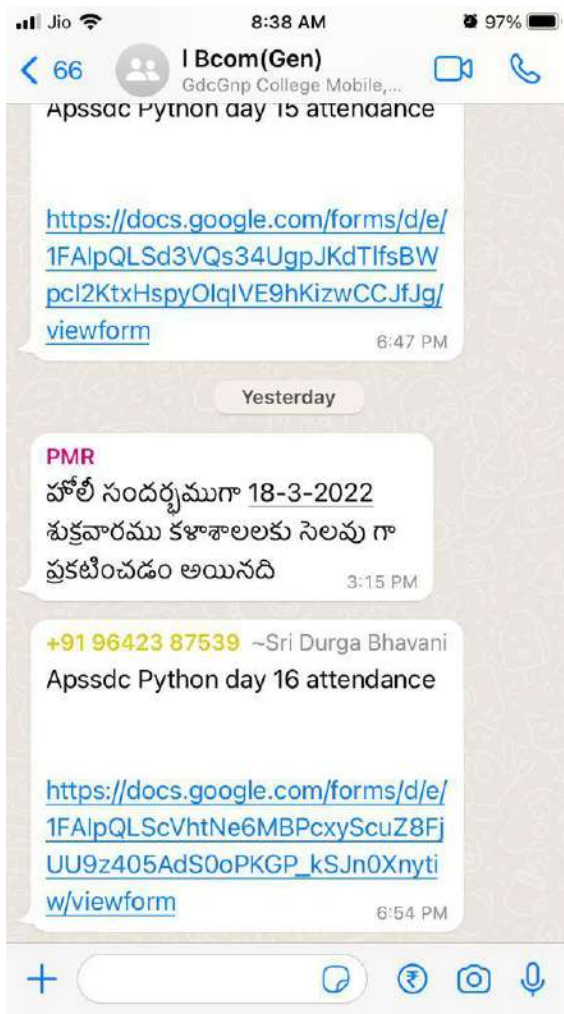 Jio 8:38 AM 97%
66 I Bcom(Gen)
GdcGnp College Mobile,...
Apssdc Python day 15 attendance
https://docs.google.com/forms/d/e/
1FAIpQLSd3VQs34UgpJKdTlfsBW
pcI2KtxHspyOlqIVE9hKizwCCJfJg/
viewform
6:47 PM
Yesterday
PMR
హోలీ సందర్భముగా 18-3-2022
శుక్రవారము కళాశాలలకు సెలవు గా
ప్రకటించడం అయినది
3:15 PM
+91 96423 87539 ~Sri Durga Bhavani
Apssdc Python day 16 attendance
https://docs.google.com/forms/d/e/
1FAIpQLScVhtNe6MBPcxyScuZ8Fj
UU9z405AdS0oPKGP_kSJn0Xnyti
w/viewform
6:54 PM